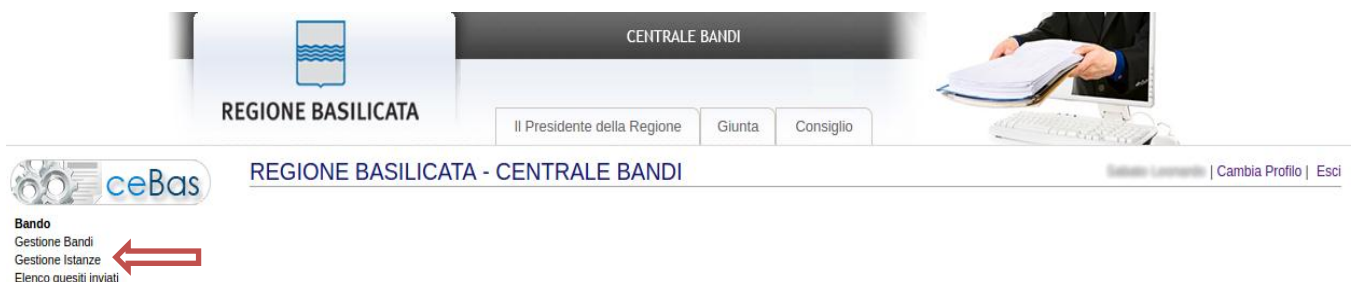 CENTRALE BANDI
REGIONE BASILICATA
Il Presidente della Regione Giunta Consiglio
ceBas
REGIONE BASILICATA - CENTRALE BANDI
| Cambia Profilo | Esci
Bando
Gestione Bandi
Gestione Istanze
Elenco quesiti inviati